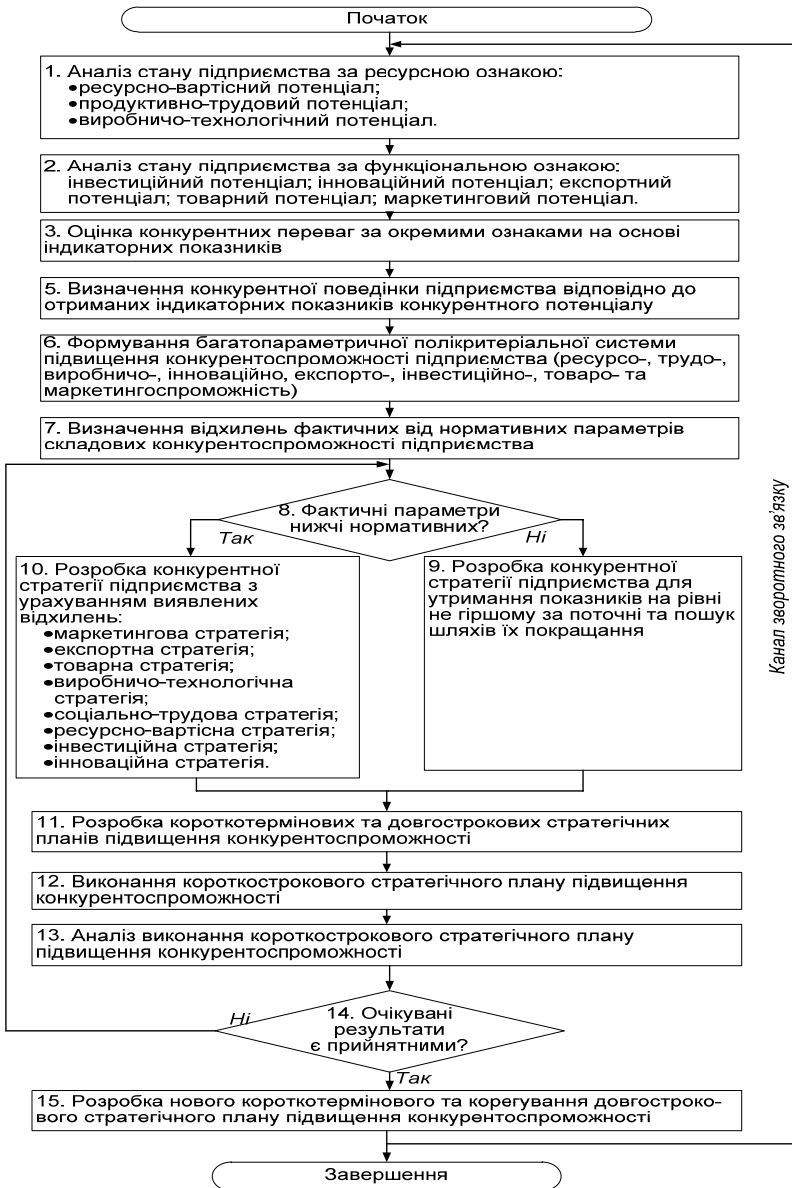 Початок
1. Аналіз стану підприємства за ресурсною ознакою:
•ресурсно-вартісний потенціал;
•продуктивно-трудовий потенціал;
•виробничо-технологічний потенціал.
2. Аналіз стану підприємства за функціональною ознакою:
інвестиційний потенціал; інноваційний потенціал; експортний
потенціал; товарний потенціал; маркетинговий потенціал.
3. Оцінка конкурентних переваг за окремими ознаками на основі
індикаторних показників
5. Визначення конкурентної поведінки підприємства відповідно до
отриманих індикаторних показників конкурентного потенціалу
6. Формування багатопараметричної полікритеріальної системи
підвищення конкурентоспроможності підприємства (ресурсо-, трудо-,
виробничо-, інноваційно, експорто-, інвестиційно-, товаро- та
маркетингоспроможність)
7. Визначення відхилень фактичних від нормативних параметрів
складових конкурентоспроможності підприємства
8. Фактичні параметри
нижчі нормативних?
Так
Ні
10. Розробка конкурентної
стратегії підприємства з
урахуванням виявлених
відхилень:
•маркетингова стратегія;
•експортна стратегія;
•товарна стратегія;
•виробничо-технологічна
стратегія;
•соціально-трудова стратегія;
•ресурсно-вартісна стратегія;
•інвестиційна стратегія;
•інноваційна стратегія.
9. Розробка конкурентної
стратегії підприємства для
утримання показників на рівні
не гіршому за поточні та пошук
шляхів їх покращання
Канал зворотного зв'язку
11. Розробка короткотермінових та довгострокових стратегічних
планів підвищення конкурентоспроможності
12. Виконання короткострокового стратегічного плану підвищення
конкурентоспроможності
13. Аналіз виконання короткострокового стратегічного плану
підвищення конкурентоспроможності
14. Очікувані
результати
є прийнятними?
Ні
Так
15. Розробка нового короткотермінового та корегування довгостроко-
вого стратегічного плану підвищення конкурентоспроможності
Завершення